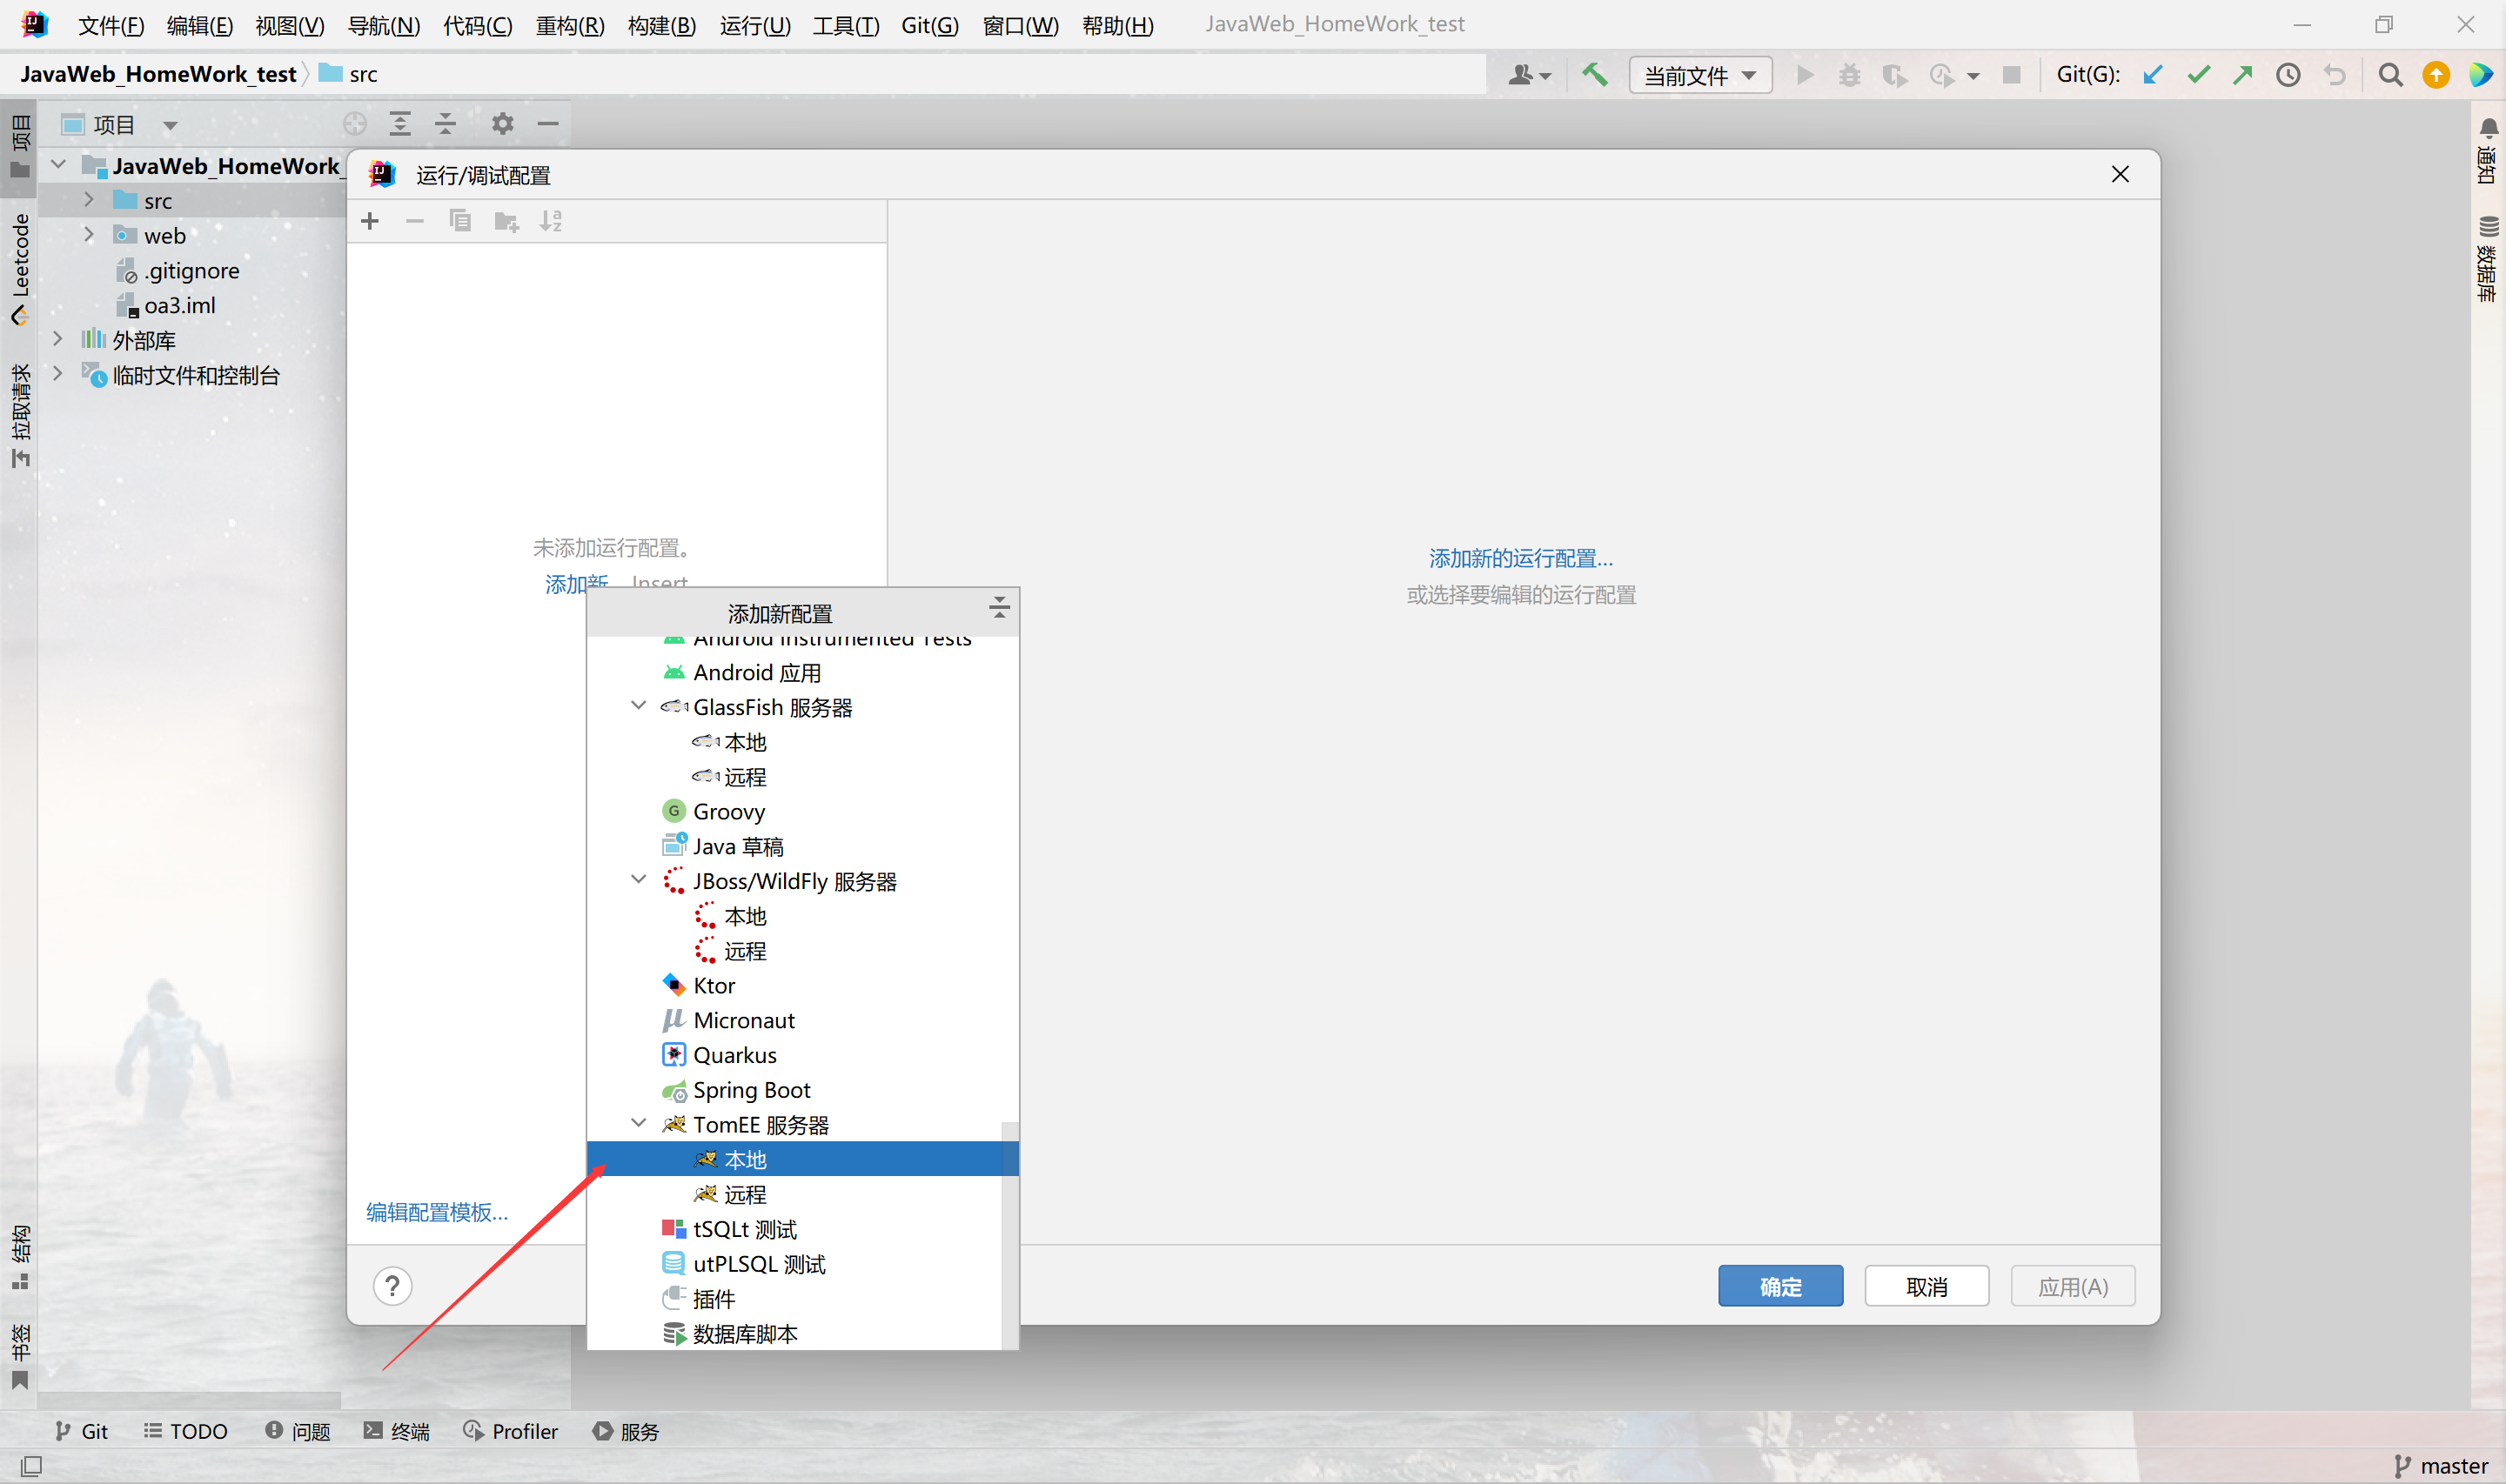 文件(F) 编辑(E) 视图(V) 导航(N) 代码(C) 重构(R) 构建(B) 运行(U) 工具(T) Git(G) 窗口(W) 帮助(H) JavaWeb_HomeWork_test
JavaWeb_HomeWork_test src 当前文件 Git(G):
项目
项目
JavaWeb_HomeWork_
src
web
.gitignore
oa3.iml
外部库
临时文件和控制台
Leetcode
拉取请求
结构
书签
通知
数据库
运行/调试配置
未添加运行配置。
添加新 Insert
编辑配置模板...
添加新的运行配置...
或选择要编辑的运行配置
添加新配置
Android Instrumented Tests
Android 应用
GlassFish 服务器
本地
远程
Groovy
Java 草稿
JBoss/WildFly 服务器
本地
远程
Ktor
Micronaut
Quarkus
Spring Boot
TomEE 服务器
本地
远程
tSQLt 测试
utPLSQL 测试
插件
数据库脚本
? 确定 取消 应用(A)
Git TODO 问题 终端 Profiler 服务
master